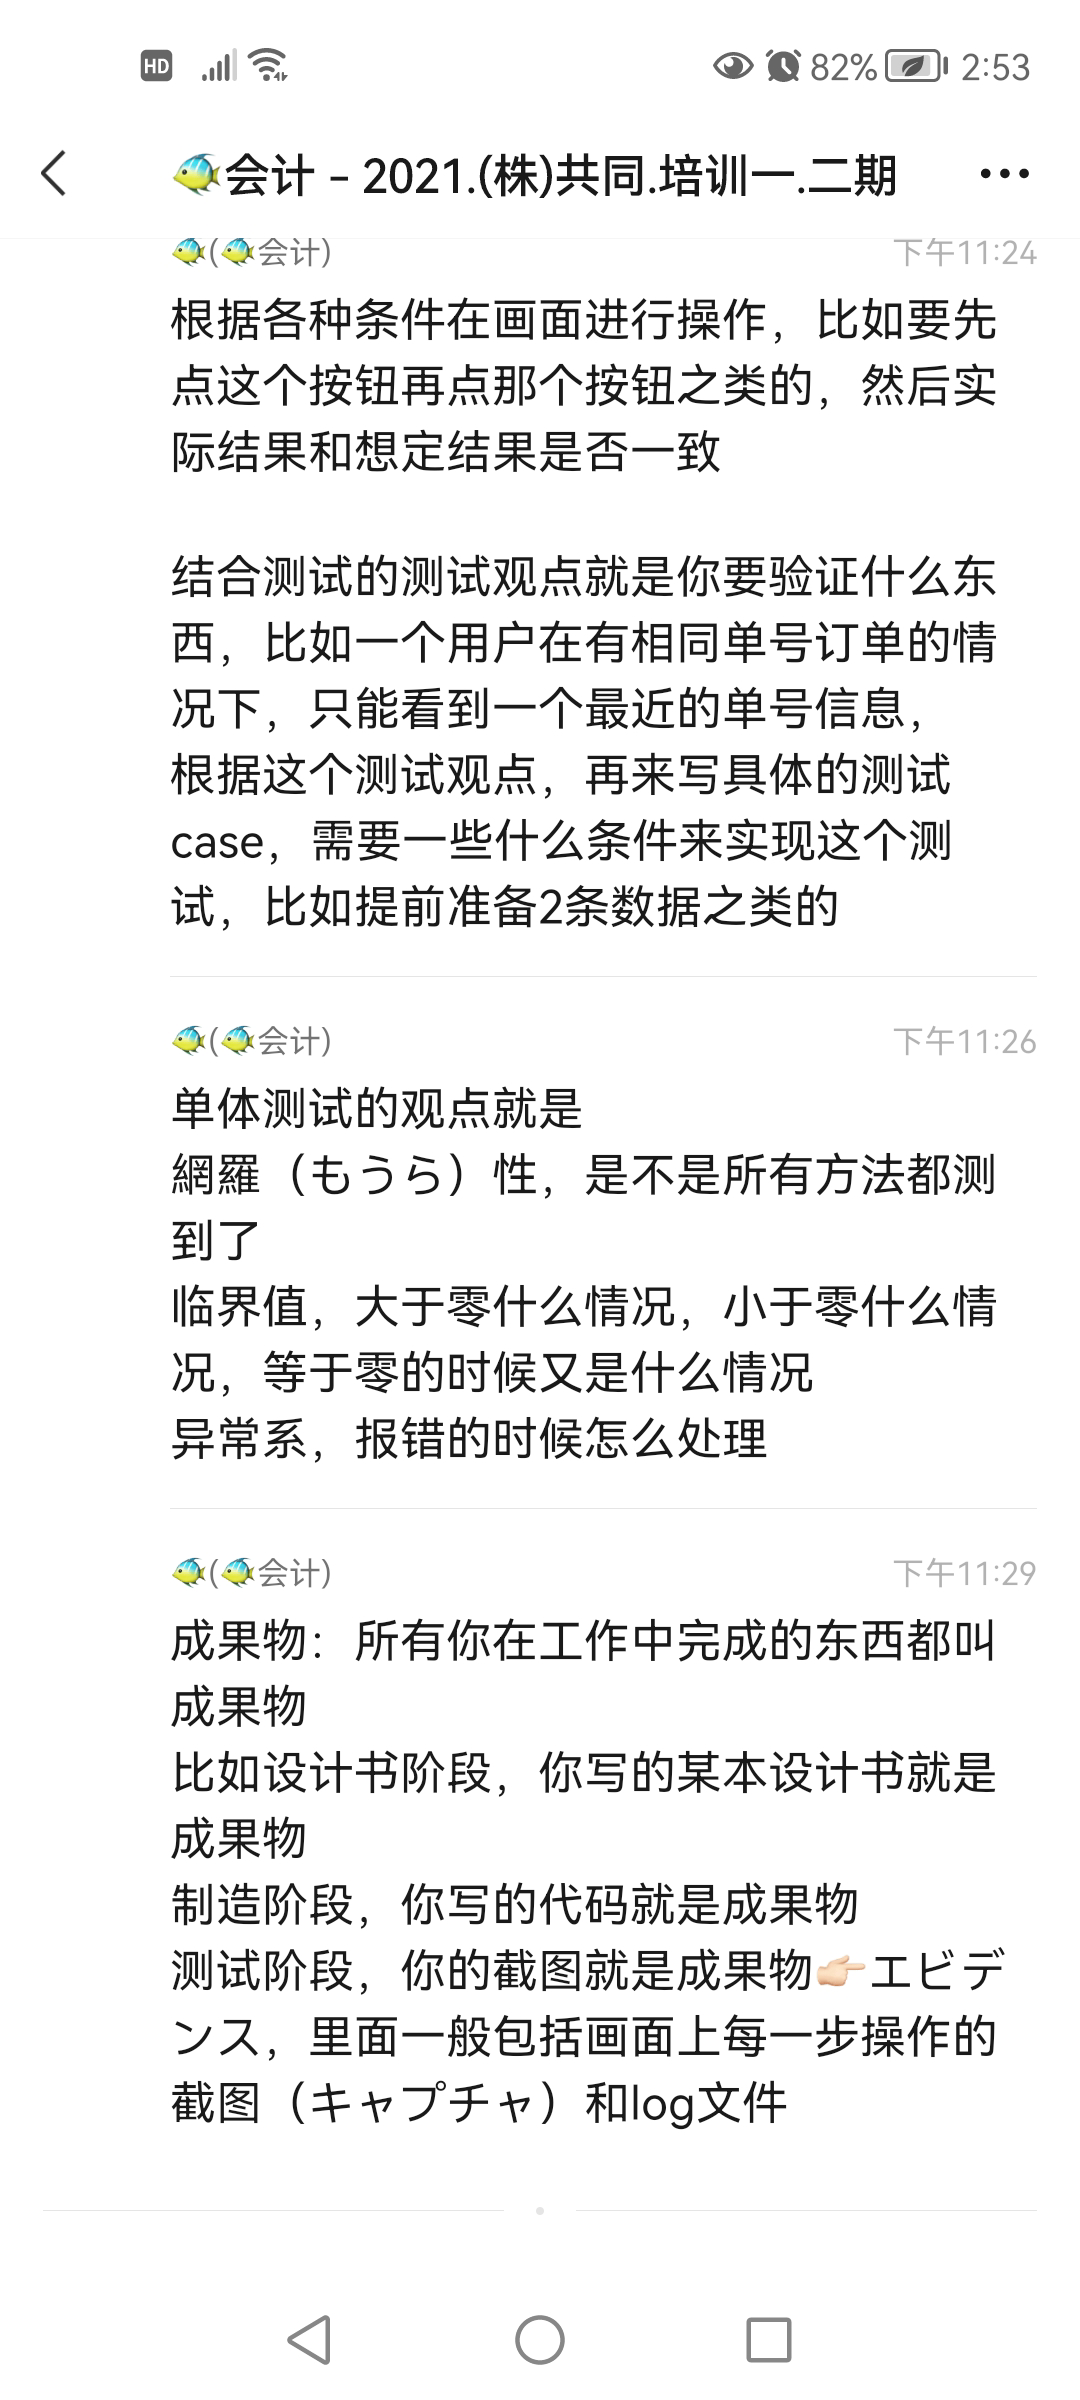 HD 82% 2:53
🐠会计 – 2021.(株)共同.培训一.二期 ...
🐠(🐠会计) 下午11:24
根据各种条件在画面进行操作，比如要先
点这个按钮再点那个按钮之类的，然后实
际结果和想定结果是否一致
结合测试的测试观点就是你要验证什么东
西，比如一个用户在有相同单号订单的情
况下，只能看到一个最近的单号信息，
根据这个测试观点，再来写具体的测试
case，需要一些什么条件来实现这个测
试，比如提前准备2条数据之类的
🐠(🐠会计) 下午11:26
单体测试的观点就是
網羅（もうら）性，是不是所有方法都测
到了
临界值，大于零什么情况，小于零什么情
况，等于零的时候又是什么情况
异常系，报错的时候怎么处理
🐠(🐠会计) 下午11:29
成果物：所有你在工作中完成的东西都叫
成果物
比如设计书阶段，你写的某本设计书就是
成果物
制造阶段，你写的代码就是成果物
测试阶段，你的截图就是成果物👉🏻エビデ
ンス，里面一般包括画面上每一步操作的
截图（キャプチャ）和log文件